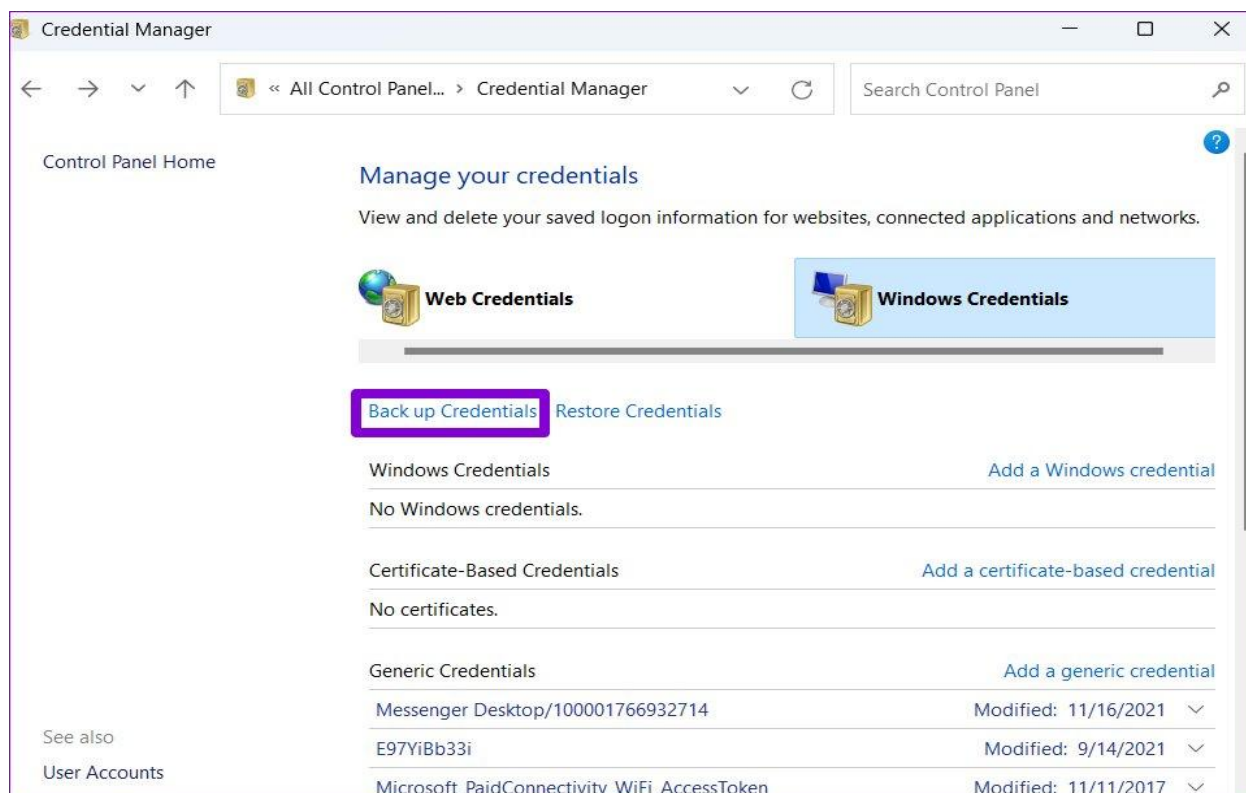 Credential Manager
« All Control Panel... > Credential Manager
Search Control Panel
Control Panel Home
Manage your credentials
View and delete your saved logon information for websites, connected applications and networks.
Web Credentials
Windows Credentials
Back up Credentials Restore Credentials
Windows Credentials Add a Windows credential
No Windows credentials.
Certificate-Based Credentials Add a certificate-based credential
No certificates.
Generic Credentials Add a generic credential
Messenger Desktop/100001766932714 Modified: 11/16/2021
E97YiBb33i Modified: 9/14/2021
Microsoft_PaidConnectivity_WiFi_AccessToken Modified: 11/11/2017
See also
User Accounts